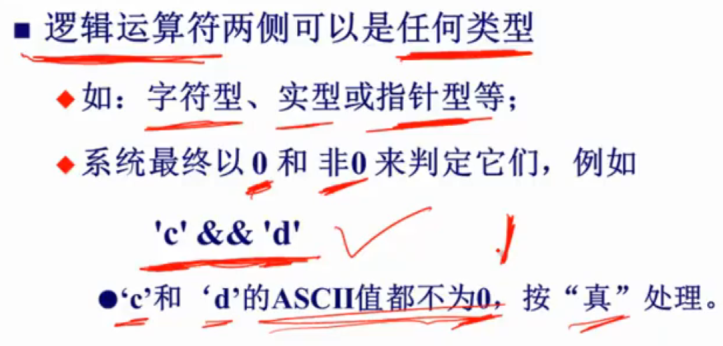 ■ 逻辑运算符两侧可以是任何类型
◆如：字符型、实型或指针型等；
◆系统最终以 0 和 非0 来判定它们，例如
'c' && 'd'
●‘c’和‘d’的ASCII值都不为0，按“真”处理。